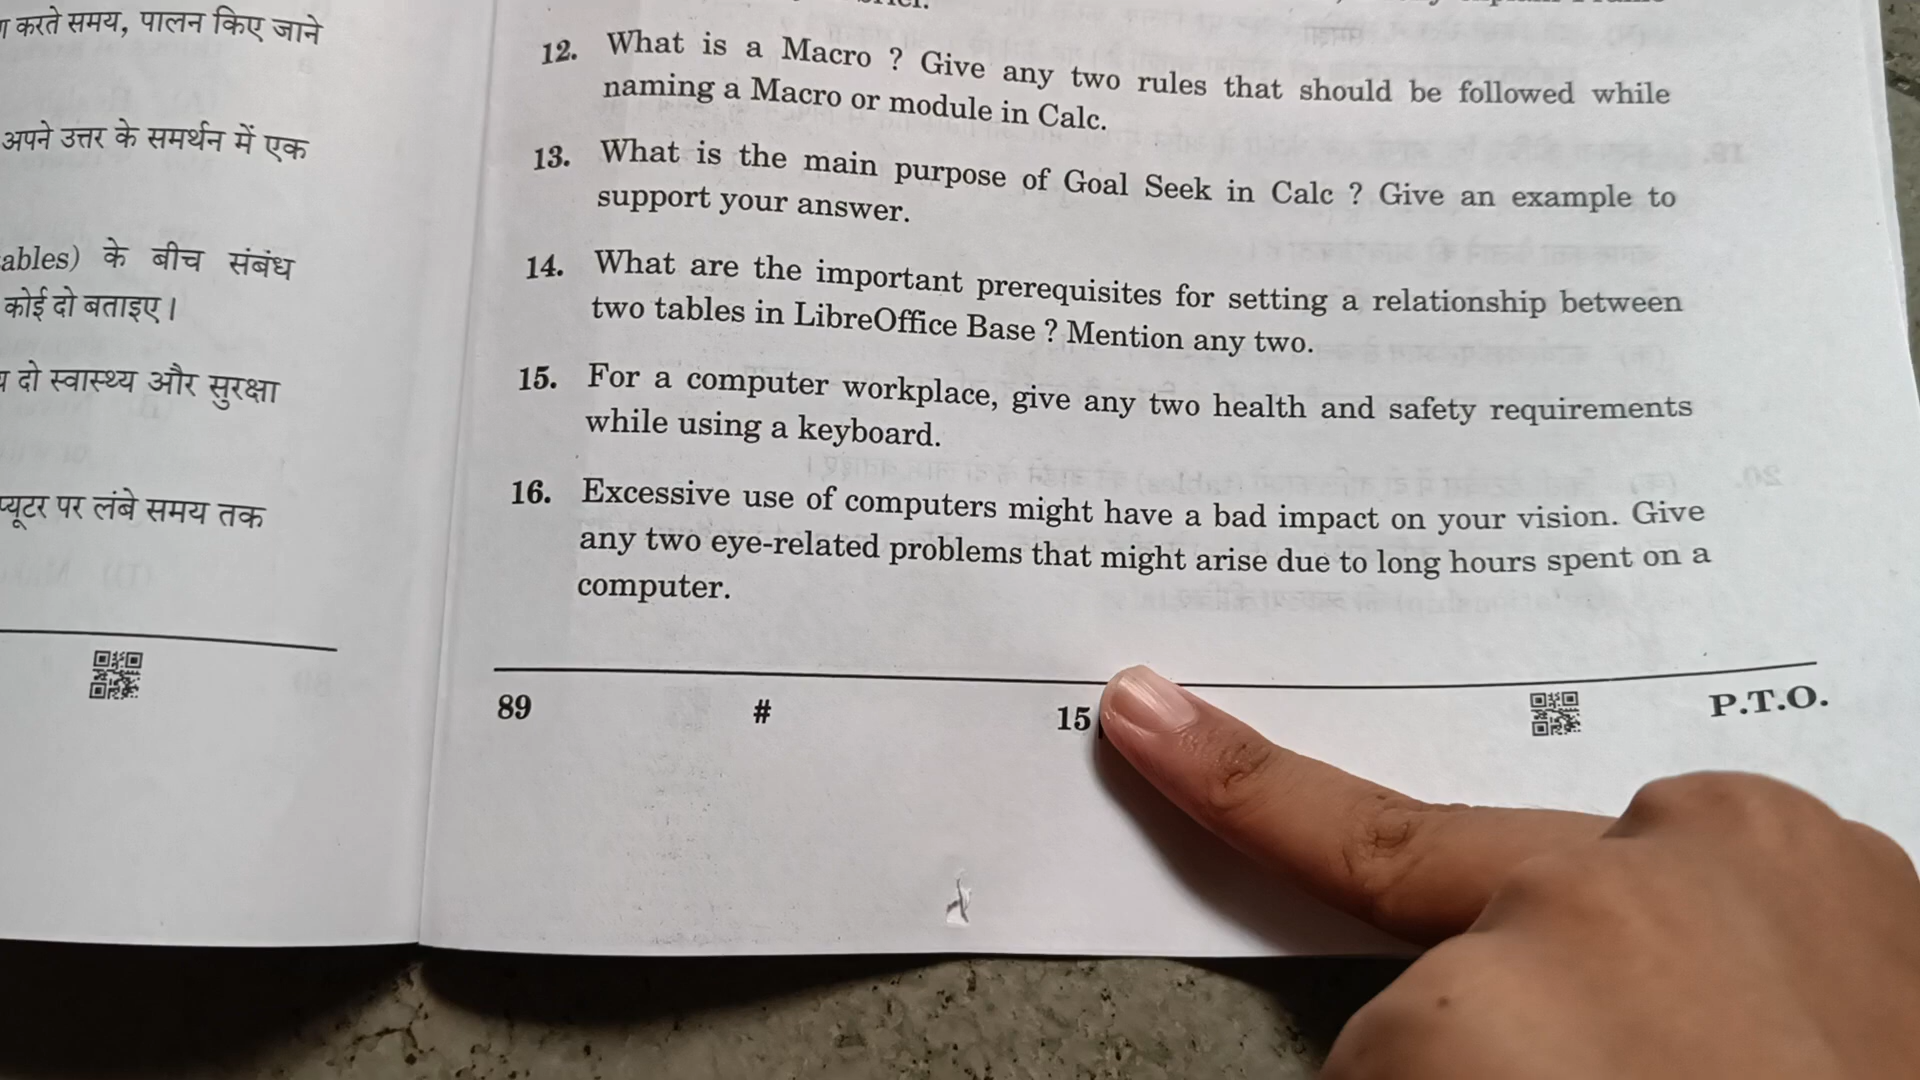 करते समय, पालन किए जाने
अपने उत्तर के समर्थन में एक
ables) के बीच संबंध
कोई दो बताइए।
दो स्वास्थ्य और सुरक्षा
पर लंबे समय तक
12. What is a Macro ? Give any two rules that should be followed while
naming a Macro or module in Calc.
13. What is the main purpose of Goal Seek in Calc ? Give an example to
support your answer.
14. What are the important prerequisites for setting a relationship between
two tables in LibreOffice Base ? Mention any two.
15. For a computer workplace, give any two health and safety requirements
while using a keyboard.
16. Excessive use of computers might have a bad impact on your vision. Give
any two eye-related problems that might arise due to long hours spent on a
computer.
89 # 15 P.T.O.